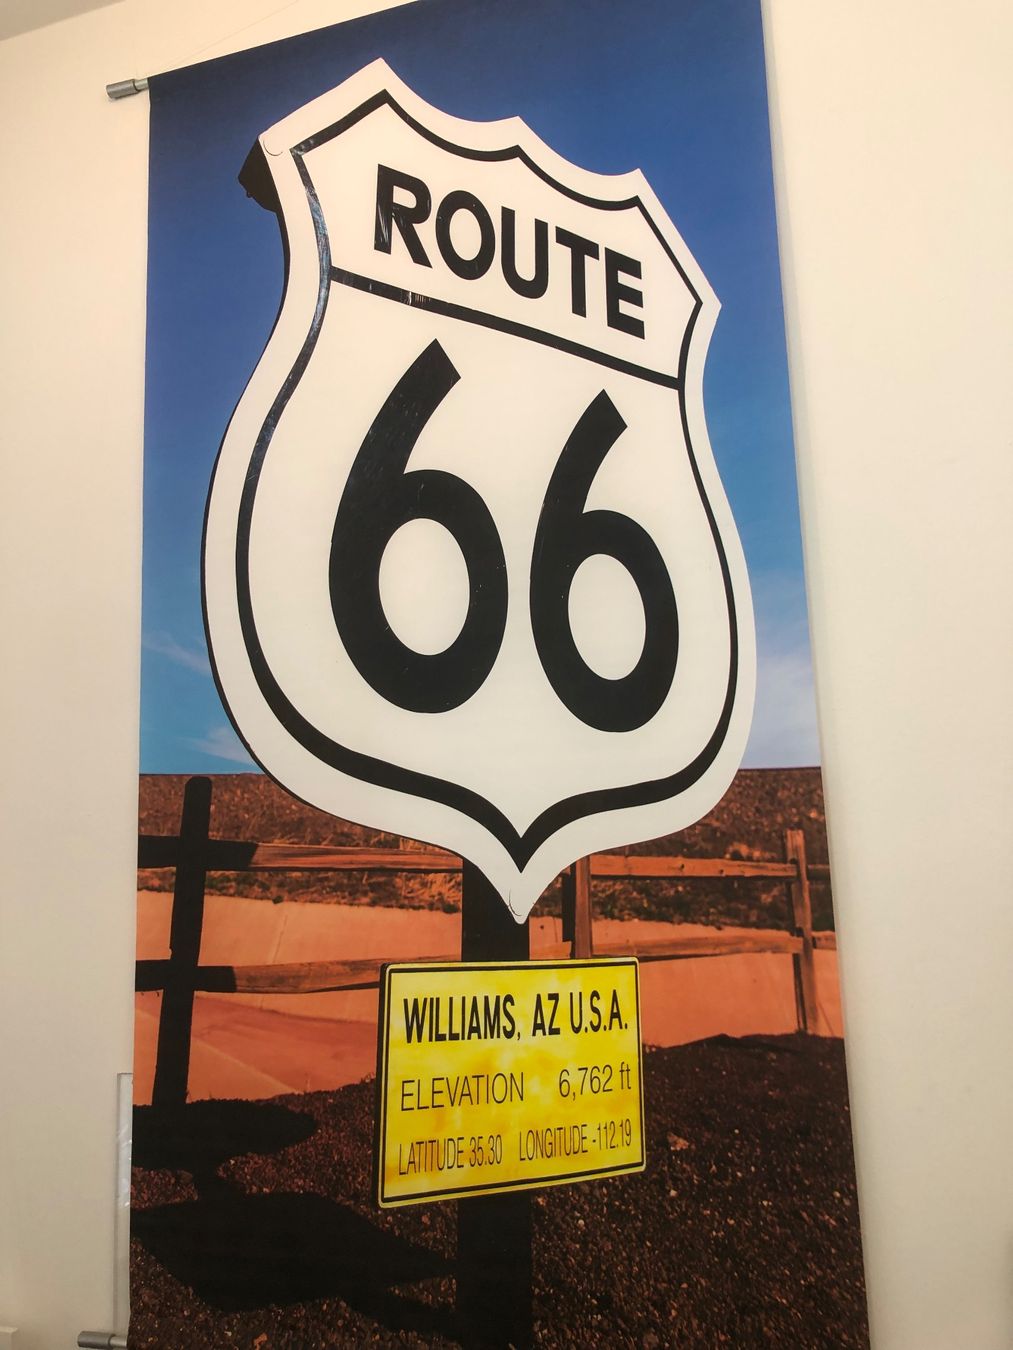 ROUTE
66
WILLIAMS, AZ U.S.A.
ELEVATION 6,762 ft
LATITUDE 35.30 LONGITUDE -112.19